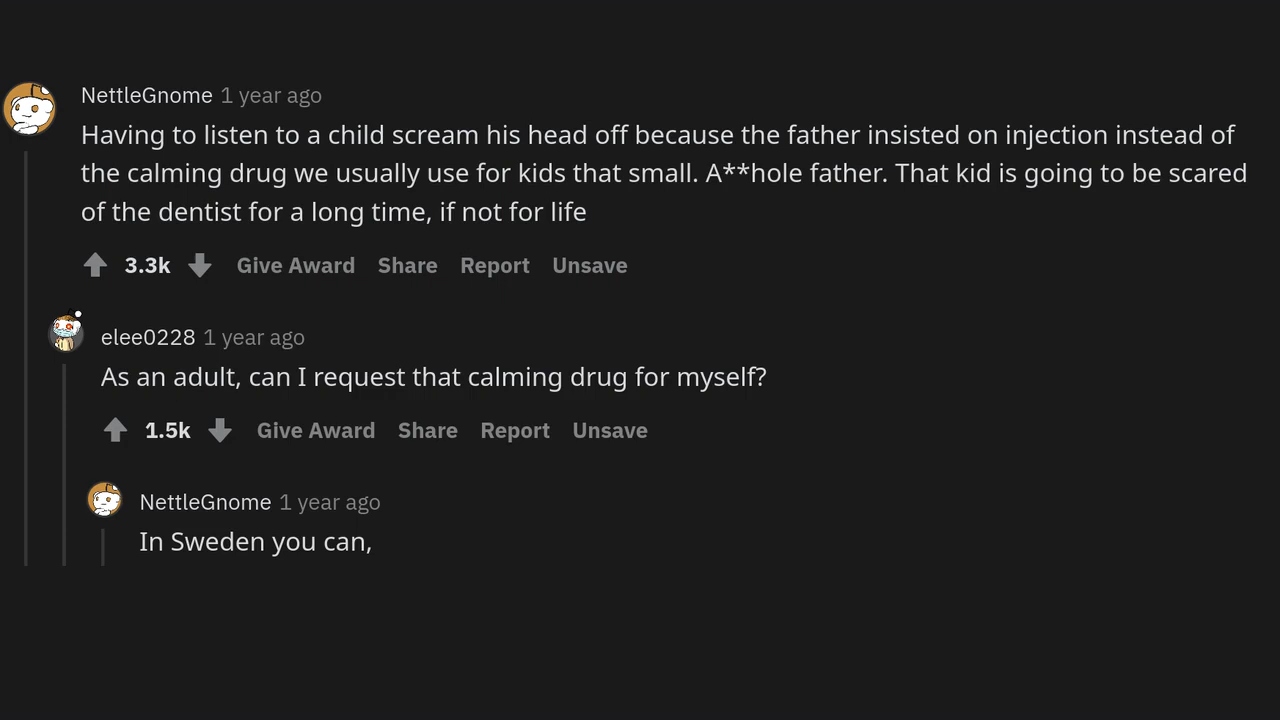 NettleGnome 1 year ago
Having to listen to a child scream his head off because the father insisted on injection instead of
the calming drug we usually use for kids that small. A**hole father. That kid is going to be scared
of the dentist for a long time, if not for life
3.3k Give Award Share Report Unsave
elee0228 1 year ago
As an adult, can I request that calming drug for myself?
1.5k Give Award Share Report Unsave
NettleGnome 1 year ago
In Sweden you can,